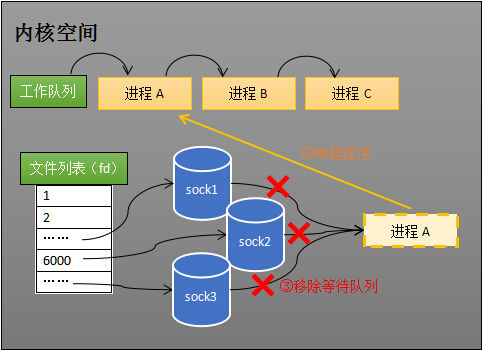 内核空间
工作队列
进程 A
进程 B
进程 C
文件列表（fd）
1
2
……
6000
……
sock1
sock2
sock3
进程 A
③移除等待队列